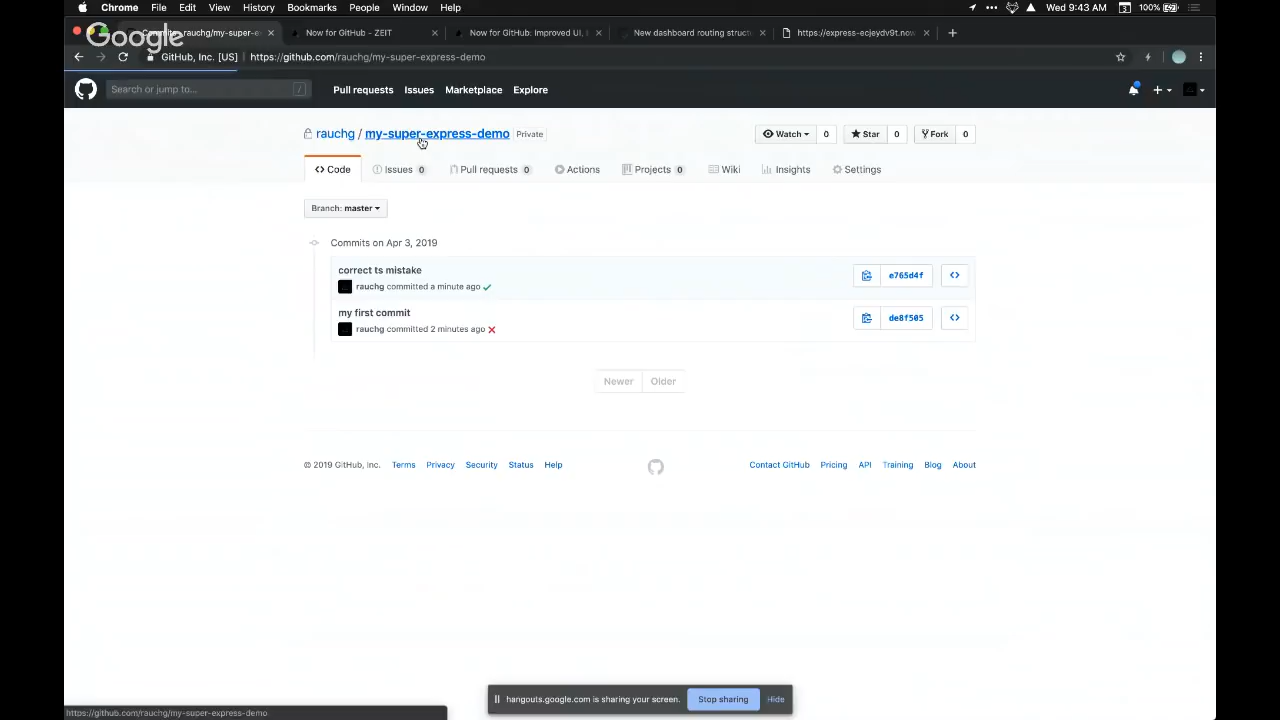 Chrome File Edit View History Bookmarks People Window Help
Wed 9:43 AM 100%
Google
Commits · rauchg/my-super-e
Now for GitHub - ZEIT
Now for GitHub: Improved UI,
New dashboard routing struct
https://express-ecjeydv9t.now
GitHub, Inc. [US] https://github.com/rauchg/my-super-express-demo
Search or jump to... /
Pull requests Issues Marketplace Explore
rauchg / my-super-express-demo Private
Watch 0 Star 0 Fork 0
Code Issues 0 Pull requests 0 Actions Projects 0 Wiki Insights Settings
Branch: master
Commits on Apr 3, 2019
correct ts mistake
rauchg committed a minute ago
e765d4f
my first commit
rauchg committed 2 minutes ago
de8f505
Newer Older
© 2019 GitHub, Inc. Terms Privacy Security Status Help
Contact GitHub Pricing API Training Blog About
hangouts.google.com is sharing your screen. Stop sharing Hide
https://github.com/rauchg/my-super-express-demo